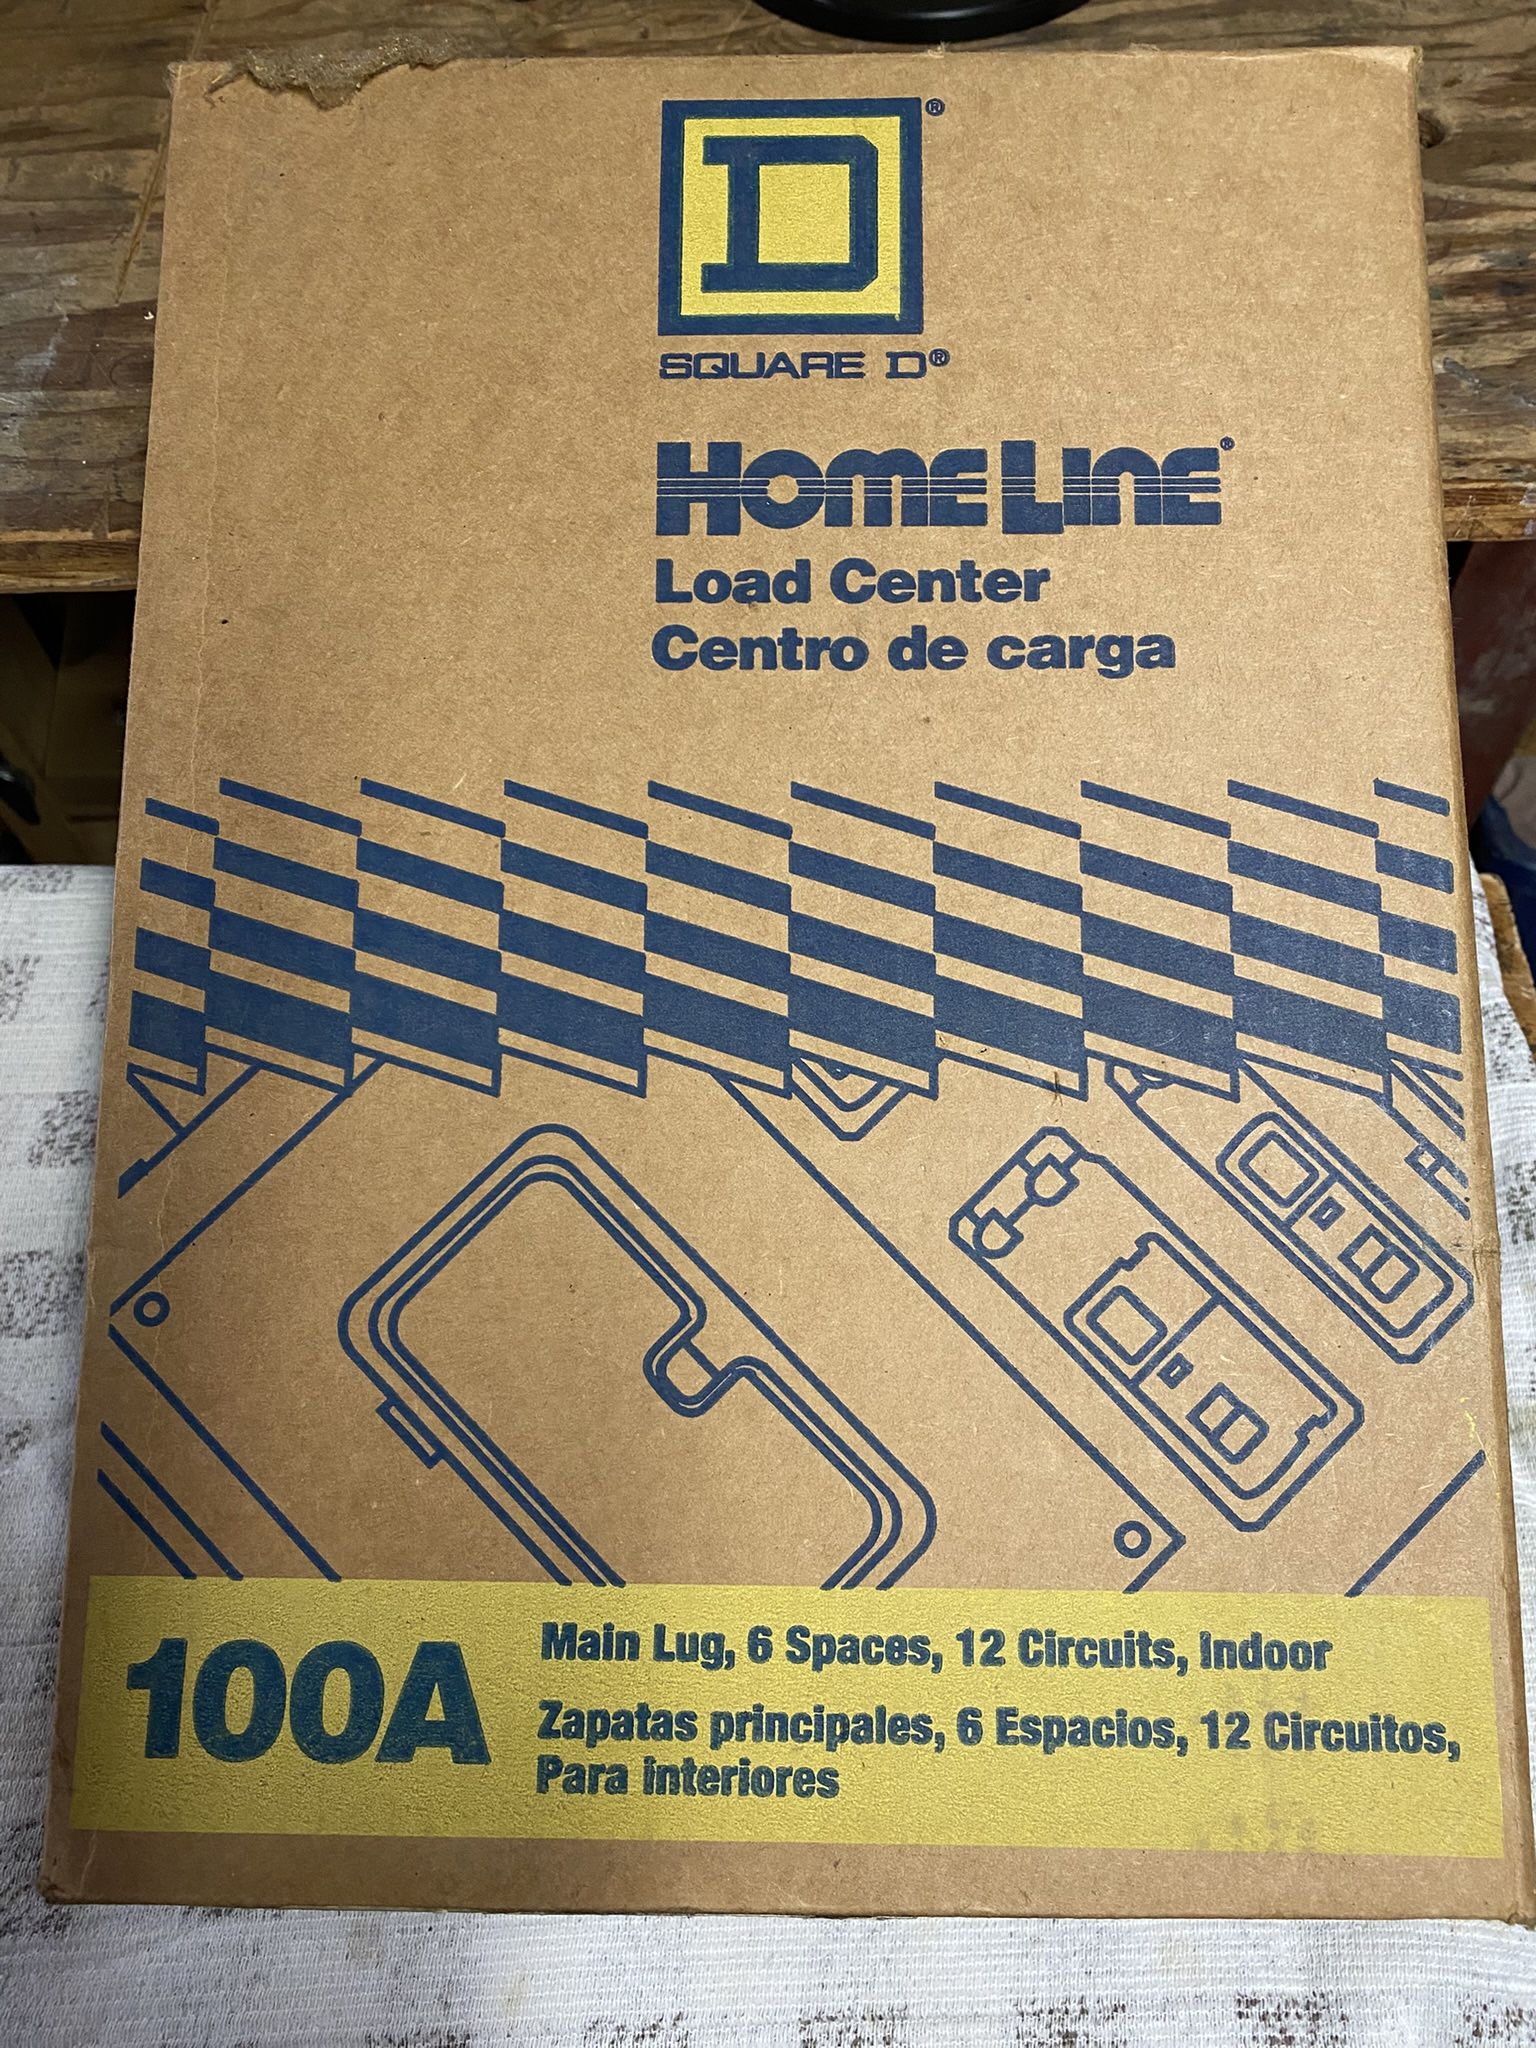 D®
SQUARE D®
HOMELINE®
Load Center
Centro de carga
100A
Main Lug, 6 Spaces, 12 Circuits, Indoor
Zapatas principales, 6 Espacios, 12 Circuitos,
Para interiores